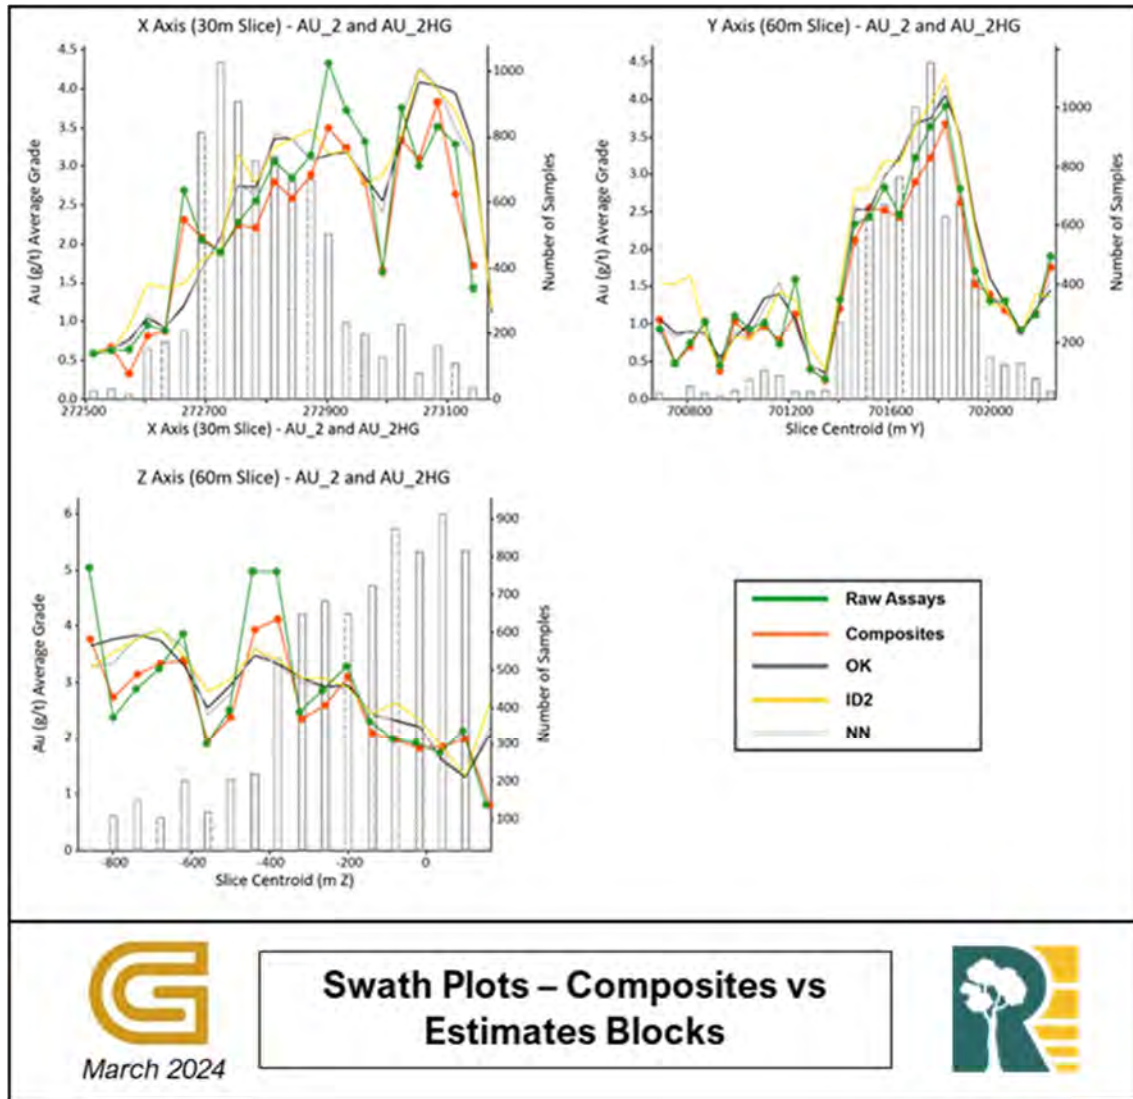 X Axis (30m Slice) - AU_2 and AU_2HG
Au (g/t) Average Grade
4.5
4.0
3.5
3.0
2.5
2.0
1.5
1.0
0.5
0.0
272500
272700
272900
273100
1000
800
600
400
200
0
Number of Samples
X Axis (30m Slice) - AU_2 and AU_2HG
Y Axis (60m Slice) - AU_2 and AU_2HG
Au (g/t) Average Grade
4.5
4.0
3.5
3.0
2.5
2.0
1.5
1.0
0.5
0.0
700800
701200
701600
702000
1000
800
600
400
200
Number of Samples
Slice Centroid (m Y)
Z Axis (60m Slice) - AU_2 and AU_2HG
Au (g/t) Average Grade
6
5
4
3
2
1
0
-800
-600
-400
-200
0
900
800
700
600
500
400
300
200
100
Number of Samples
Slice Centroid (m Z)
Raw Assays
Composites
OK
ID2
NN
G
March 2024
Swath Plots – Composites vs
Estimates Blocks
R